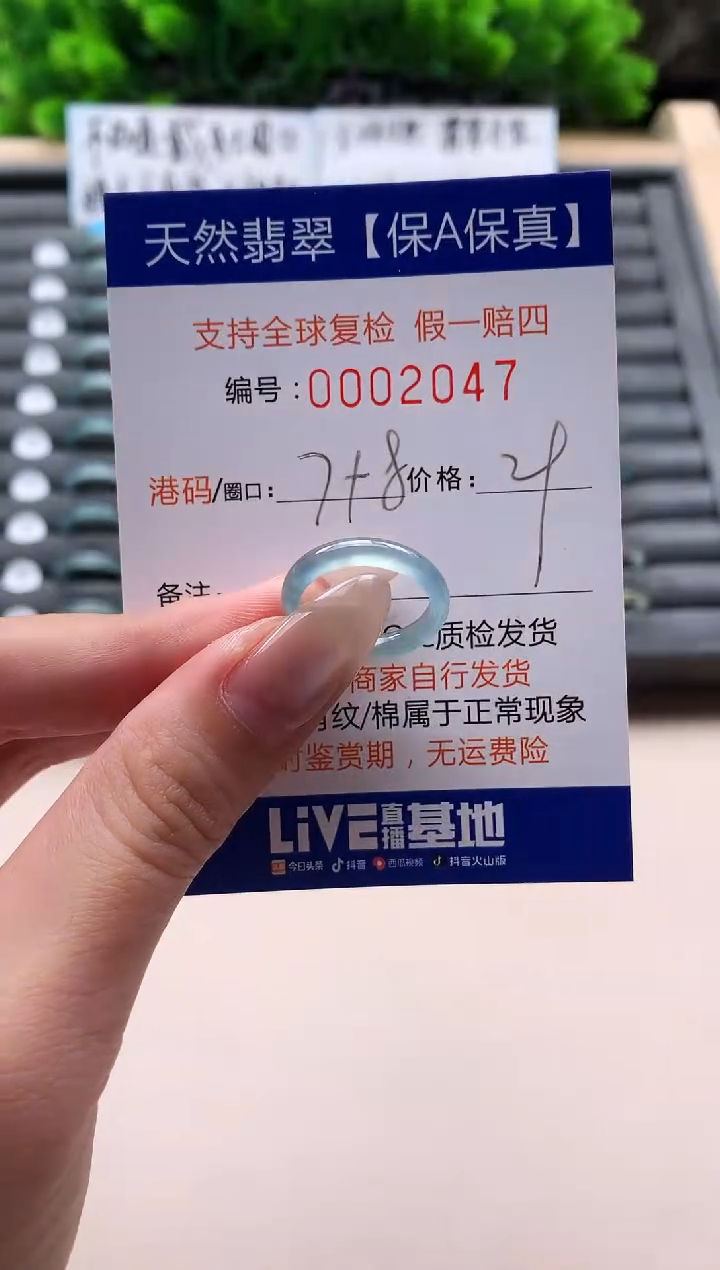 天然翡翠【保A保真】
支持全球复检 假一赔四
编号:0002047
港码/圈口: 7+8 价格:
备注
质检发货
商家自行发货
纹/棉属于正常现象
时鉴赏期，无运费险
LiVE直播基地
今日头条 抖音 西瓜视频 抖音火山版